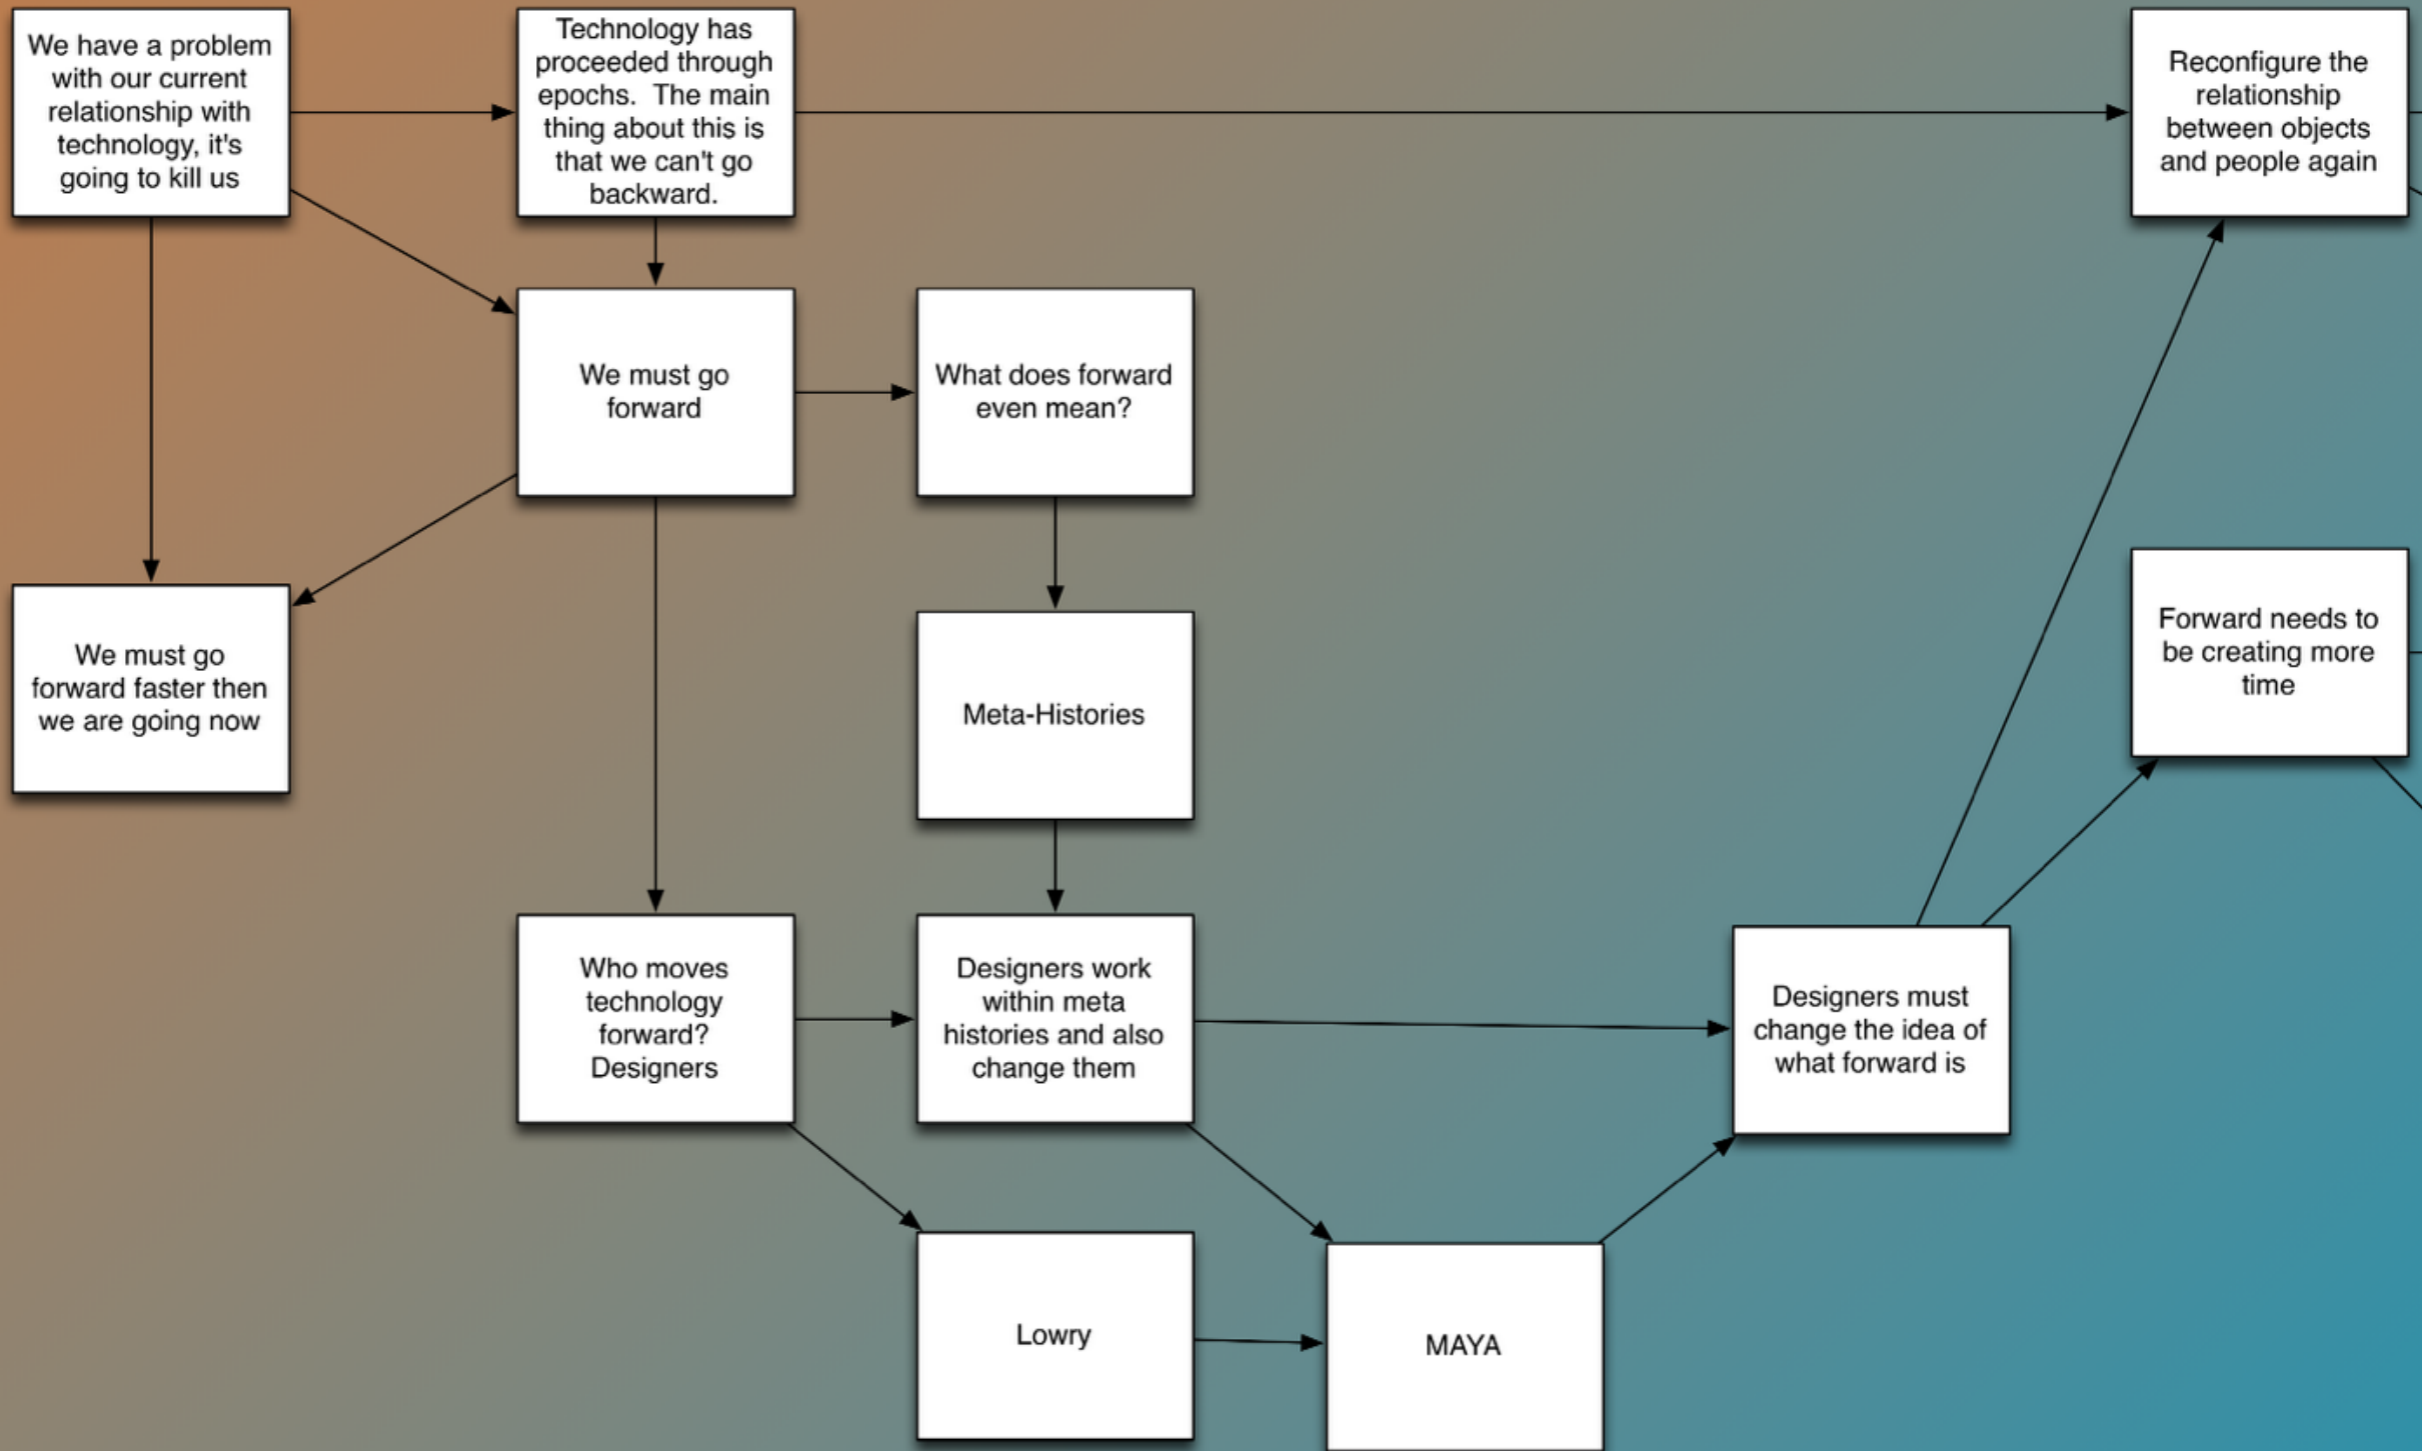 We have a problem
with our current
relationship with
technology, it's
going to kill us
Technology has
proceeded through
epochs.  The main
thing about this is
that we can't go
backward.
Reconfigure the
relationship
between objects
and people again
We must go
forward
What does forward
even mean?
We must go
forward faster then
we are going now
Meta-Histories
Forward needs to
be creating more
time
Who moves
technology
forward?
Designers
Designers work
within meta
histories and also
change them
Designers must
change the idea of
what forward is
Lowry
MAYA